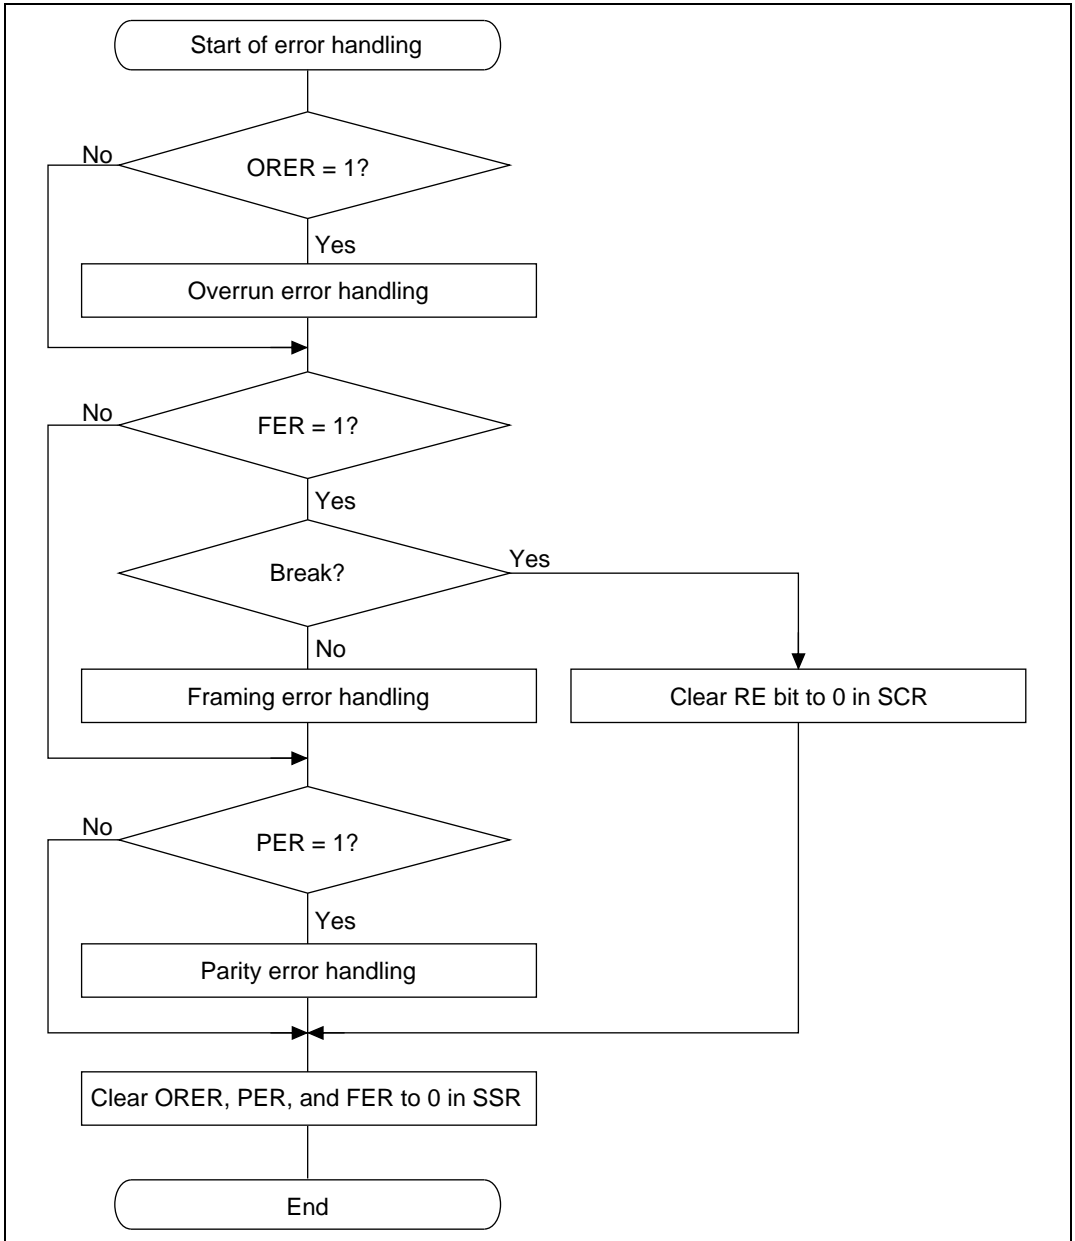 Start of error handling
No
ORER = 1?
Yes
Overrun error handling
No
FER = 1?
Yes
Break?
Yes
No
Framing error handling
Clear RE bit to 0 in SCR
No
PER = 1?
Yes
Parity error handling
Clear ORER, PER, and FER to 0 in SSR
End